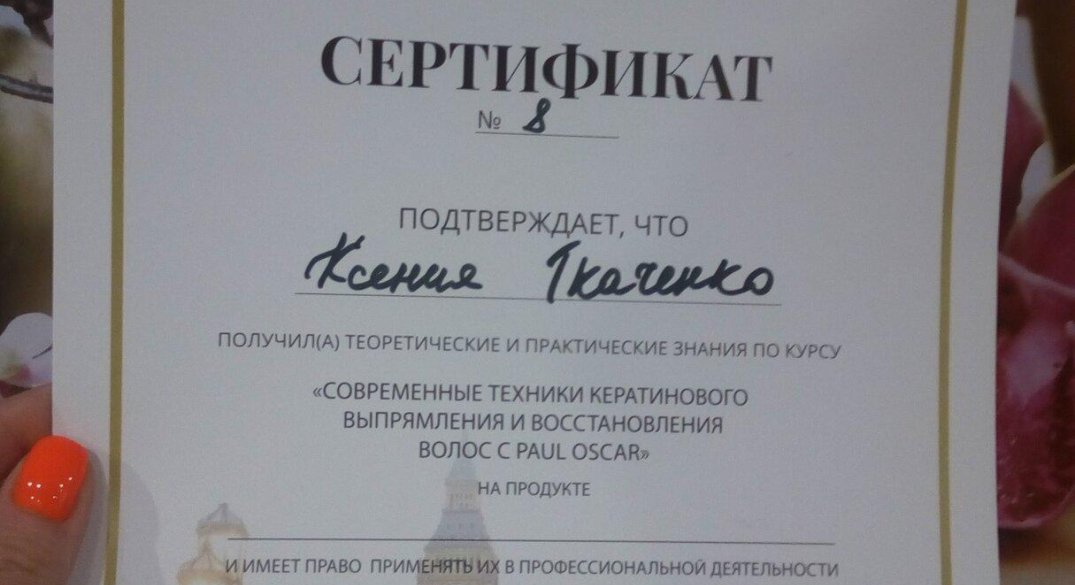 СЕРТИФИКАТ
№ 8
ПОДТВЕРЖДАЕТ, ЧТО
Ксения Ткаченко
ПОЛУЧИЛ(А) ТЕОРЕТИЧЕСКИЕ И ПРАКТИЧЕСКИЕ ЗНАНИЯ ПО КУРСУ
«СОВРЕМЕННЫЕ ТЕХНИКИ КЕРАТИНОВОГО
ВЫПРЯМЛЕНИЯ И ВОССТАНОВЛЕНИЯ
ВОЛОС С PAUL OSCAR»
НА ПРОДУКТЕ
И ИМЕЕТ ПРАВО ПРИМЕНЯТЬ ИХ В ПРОФЕССИОНАЛЬНОЙ ДЕЯТЕЛЬНОСТИ